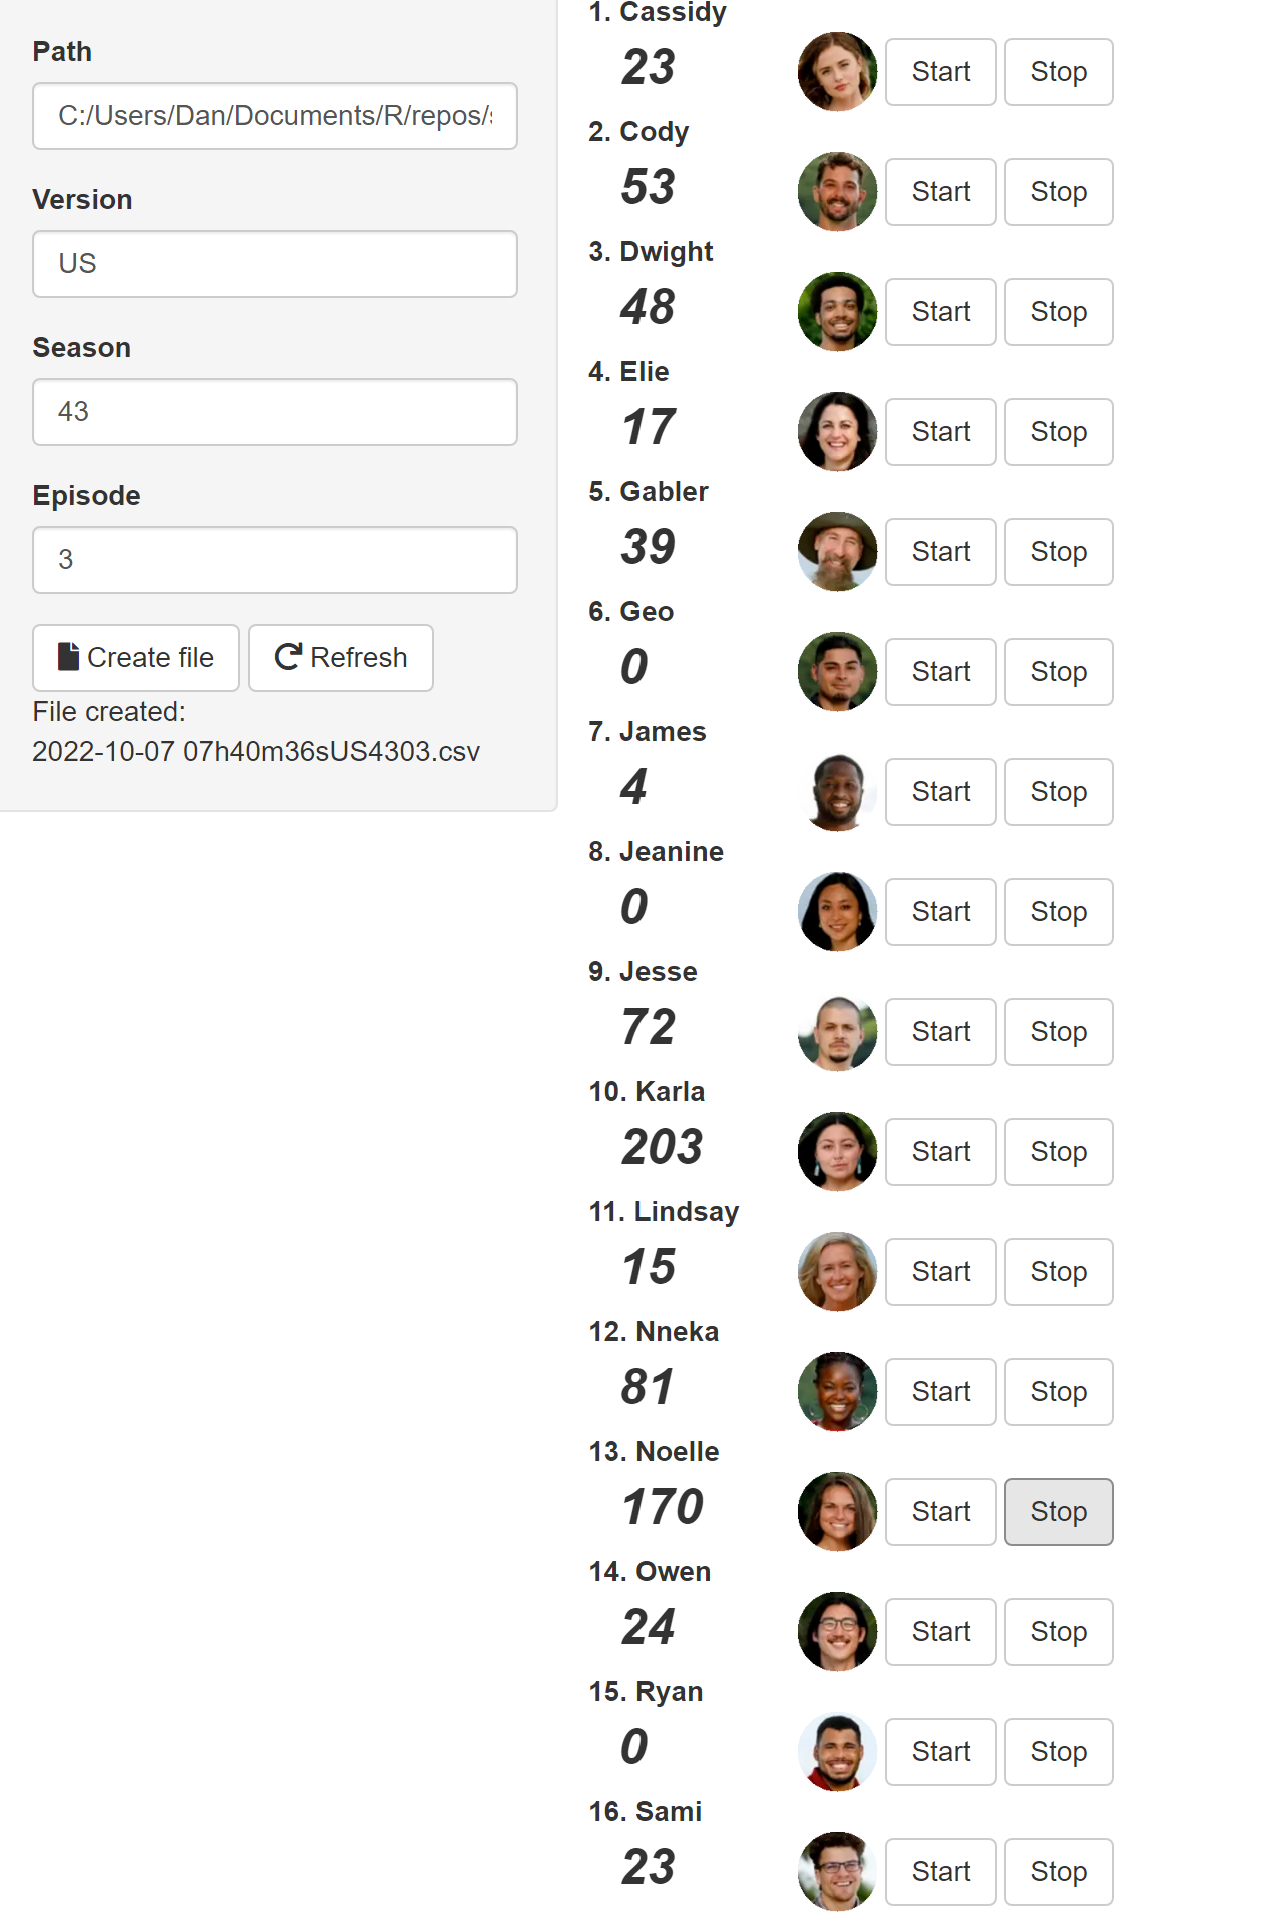 Path
C:/Users/Dan/Documents/R/repos/
Version
US
Season
43
Episode
3
Create file Refresh
File created:
2022-10-07 07h40m36sUS4303.csv
1. Cassidy
23 Start Stop
2. Cody
53 Start Stop
3. Dwight
48 Start Stop
4. Elie
17 Start Stop
5. Gabler
39 Start Stop
6. Geo
0 Start Stop
7. James
4 Start Stop
8. Jeanine
0 Start Stop
9. Jesse
72 Start Stop
10. Karla
203 Start Stop
11. Lindsay
15 Start Stop
12. Nneka
81 Start Stop
13. Noelle
170 Start Stop
14. Owen
24 Start Stop
15. Ryan
0 Start Stop
16. Sami
23 Start Stop